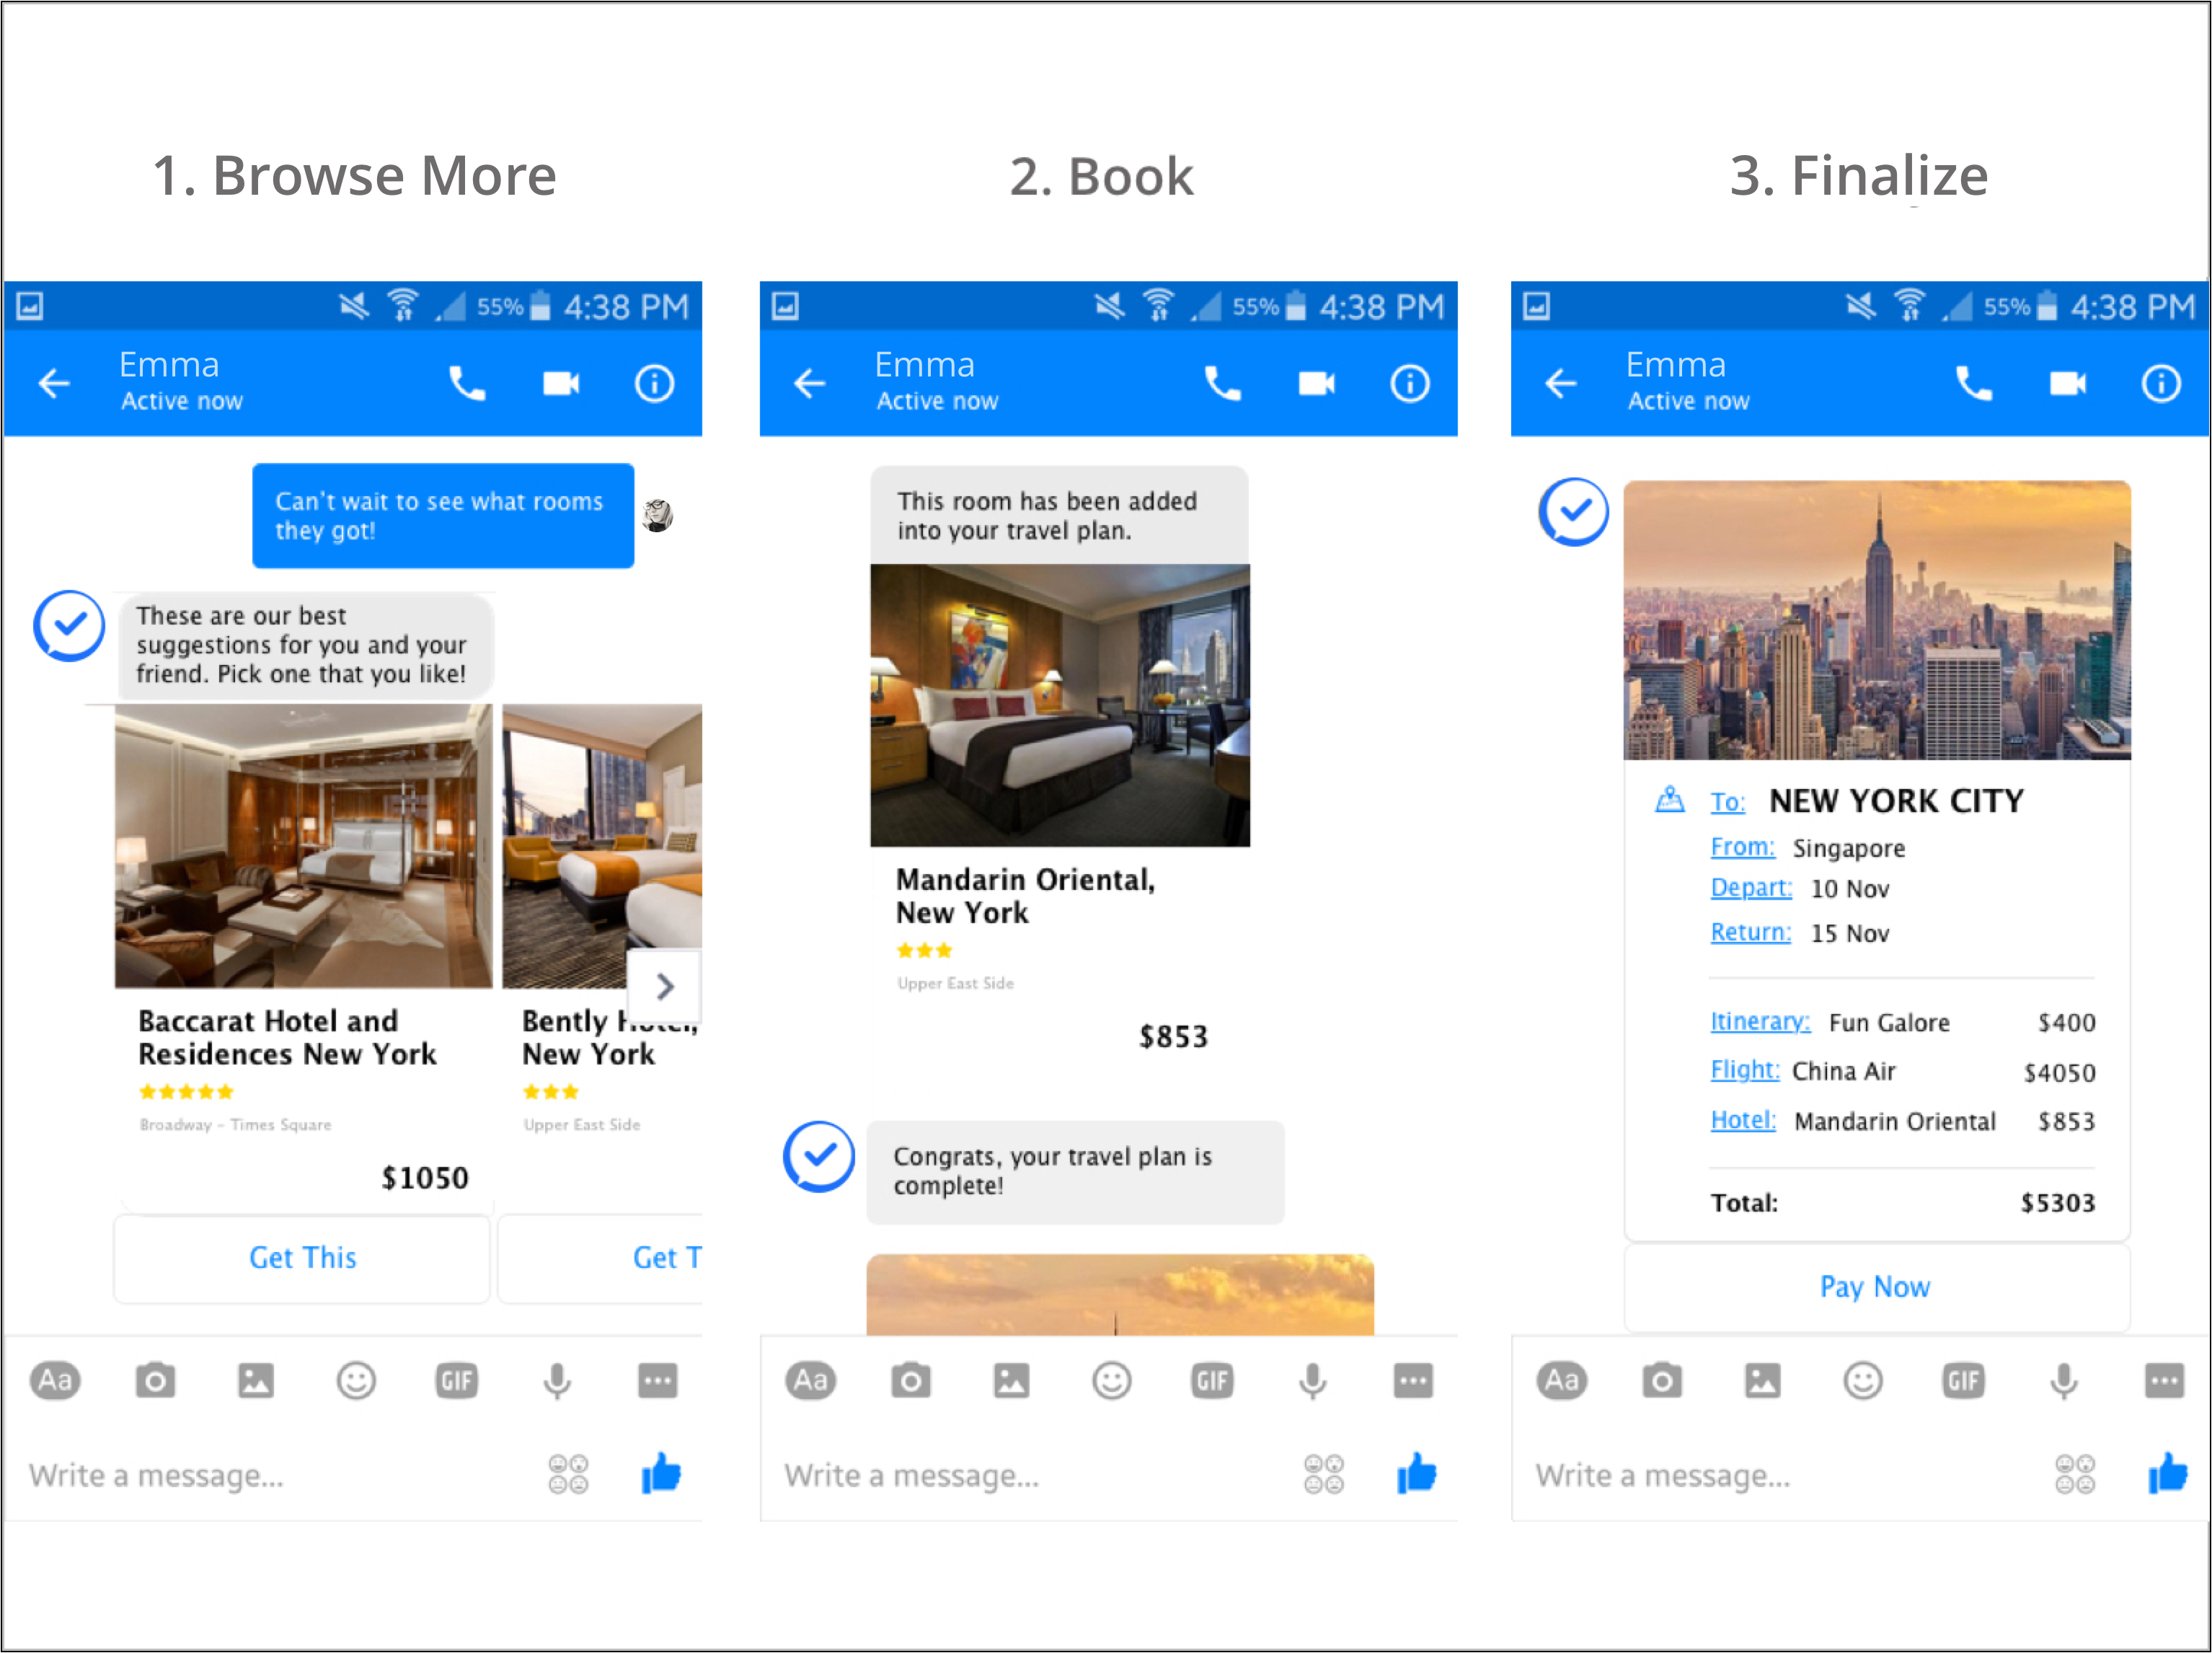 1. Browse More
55% 4:38 PM
Emma
Active now
Can't wait to see what rooms
they got!
These are our best
suggestions for you and your
friend. Pick one that you like!
Baccarat Hotel and
Residences New York
Broadway – Times Square
$1050
Get This
Bently Hotel,
New York
Upper East Side
Get T
Aa GIF
Write a message...
2. Book
55% 4:38 PM
Emma
Active now
This room has been added
into your travel plan.
Mandarin Oriental,
New York
Upper East Side
$853
Congrats, your travel plan is
complete!
Aa GIF
Write a message...
3. Finalize
55% 4:38 PM
Emma
Active now
To: NEW YORK CITY
From: Singapore
Depart: 10 Nov
Return: 15 Nov
Itinerary: Fun Galore $400
Flight: China Air $4050
Hotel: Mandarin Oriental $853
Total: $5303
Pay Now
Aa GIF
Write a message...